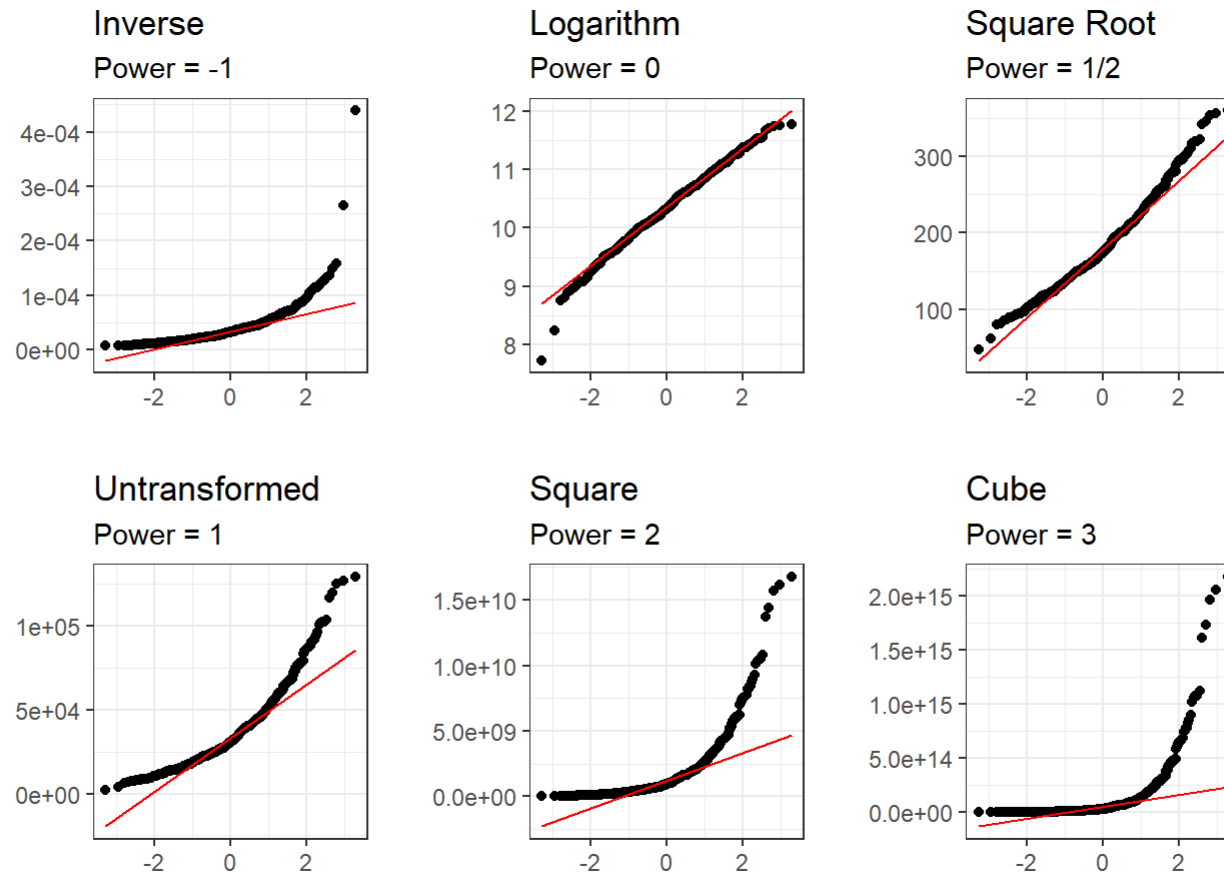 Inverse
Power = -1
4e-04
3e-04
2e-04
1e-04
0e+00
-2 0 2
Logarithm
Power = 0
12
11
10
9
8
-2 0 2
Square Root
Power = 1/2
300
200
100
-2 0 2
Untransformed
Power = 1
1e+05
5e+04
0e+00
-2 0 2
Square
Power = 2
1.5e+10
1.0e+10
5.0e+09
0.0e+00
-2 0 2
Cube
Power = 3
2.0e+15
1.5e+15
1.0e+15
5.0e+14
0.0e+00
-2 0 2